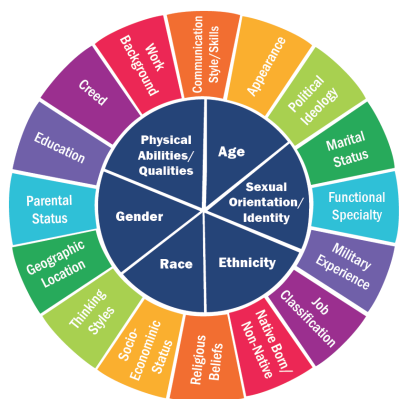 Communication
Style/Skills
Appearance
Political
Ideology
Marital
Status
Functional
Specialty
Military
Experience
Job
Classification
Native Born/
Non-Native
Religious
Beliefs
Socio-
Econominic
Status
Thinking
Styles
Geographic
Location
Parental
Status
Education
Creed
Work
Background
Age
Sexual
Orientation/
Identity
Ethnicity
Race
Gender
Physical
Abilities/
Qualities